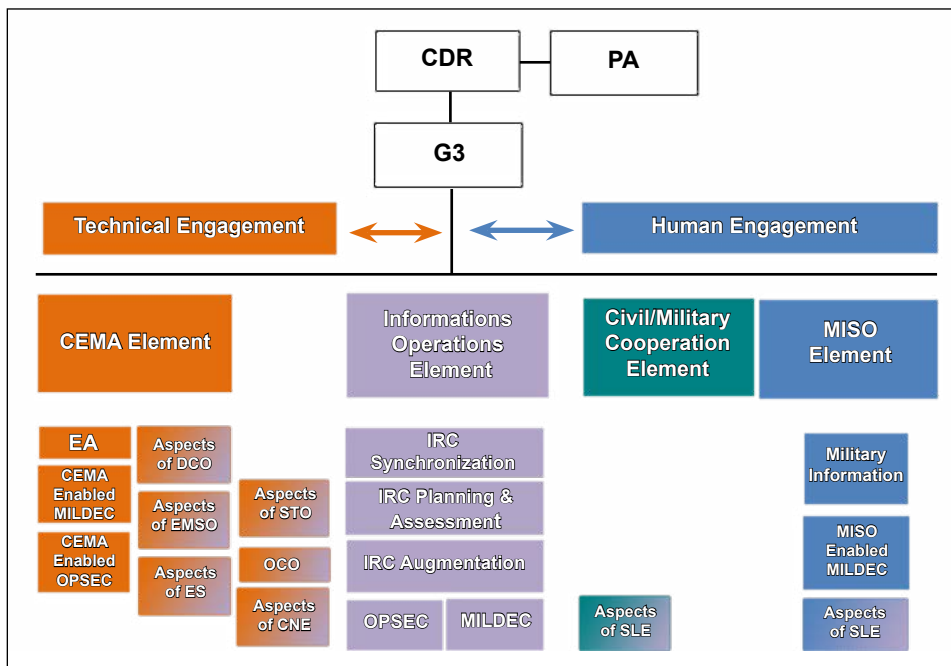 CDR
PA
G3
Technical Engagement
Human Engagement
CEMA Element
Informations
Operations
Element
Civil/Military
Cooperation
Element
MISO
Element
EA
CEMA
Enabled
MILDEC
CEMA
Enabled
OPSEC
Aspects
of DCO
Aspects
of EMSO
Aspects
of ES
Aspects
of STO
OCO
Aspects
of CNE
IRC
Synchronization
IRC Planning &
Assessment
IRC Augmentation
OPSEC
MILDEC
Aspects
of SLE
Military
Information
MISO
Enabled
MILDEC
Aspects
of SLE